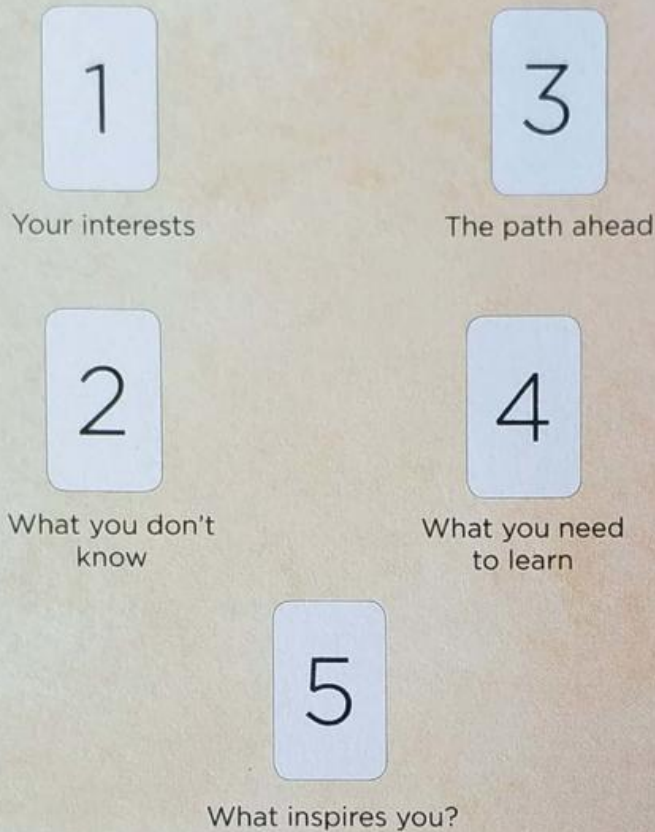 1
Your interests
3
The path ahead
2
What you don't
know
4
What you need
to learn
5
What inspires you?